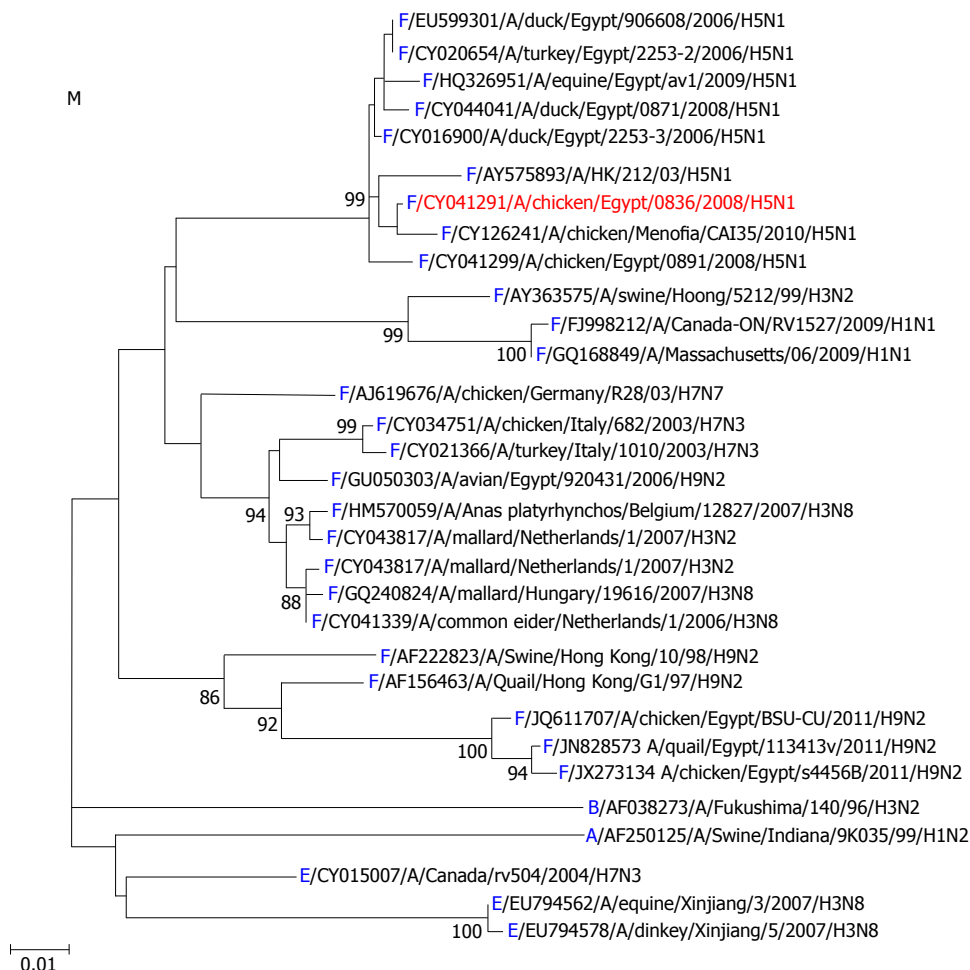 F/EU599301/A/duck/Egypt/906608/2006/H5N1
F/CY020654/A/turkey/Egypt/2253-2/2006/H5N1
F/HQ326951/A/equine/Egypt/av1/2009/H5N1
M
F/CY044041/A/duck/Egypt/0871/2008/H5N1
F/CY016900/A/duck/Egypt/2253-3/2006/H5N1
F/AY575893/A/HK/212/03/H5N1
99
F/CY041291/A/chicken/Egypt/0836/2008/H5N1
F/CY126241/A/chicken/Menofia/CAI35/2010/H5N1
F/CY041299/A/chicken/Egypt/0891/2008/H5N1
F/AY363575/A/swine/Hoong/5212/99/H3N2
F/FJ998212/A/Canada-ON/RV1527/2009/H1N1
99
100
F/GQ168849/A/Massachusetts/06/2009/H1N1
F/AJ619676/A/chicken/Germany/R28/03/H7N7
99
F/CY034751/A/chicken/Italy/682/2003/H7N3
F/CY021366/A/turkey/Italy/1010/2003/H7N3
F/GU050303/A/avian/Egypt/920431/2006/H9N2
94
93
F/HM570059/A/Anas platyrhynchos/Belgium/12827/2007/H3N8
F/CY043817/A/mallard/Netherlands/1/2007/H3N2
F/CY043817/A/mallard/Netherlands/1/2007/H3N2
F/GQ240824/A/mallard/Hungary/19616/2007/H3N8
88
F/CY041339/A/common eider/Netherlands/1/2006/H3N8
F/AF222823/A/Swine/Hong Kong/10/98/H9N2
86
F/AF156463/A/Quail/Hong Kong/G1/97/H9N2
92
F/JQ611707/A/chicken/Egypt/BSU-CU/2011/H9N2
100
F/JN828573 A/quail/Egypt/113413v/2011/H9N2
94
F/JX273134 A/chicken/Egypt/s4456B/2011/H9N2
B/AF038273/A/Fukushima/140/96/H3N2
A/AF250125/A/Swine/Indiana/9K035/99/H1N2
E/CY015007/A/Canada/rv504/2004/H7N3
E/EU794562/A/equine/Xinjiang/3/2007/H3N8
100
E/EU794578/A/dinkey/Xinjiang/5/2007/H3N8
0.01